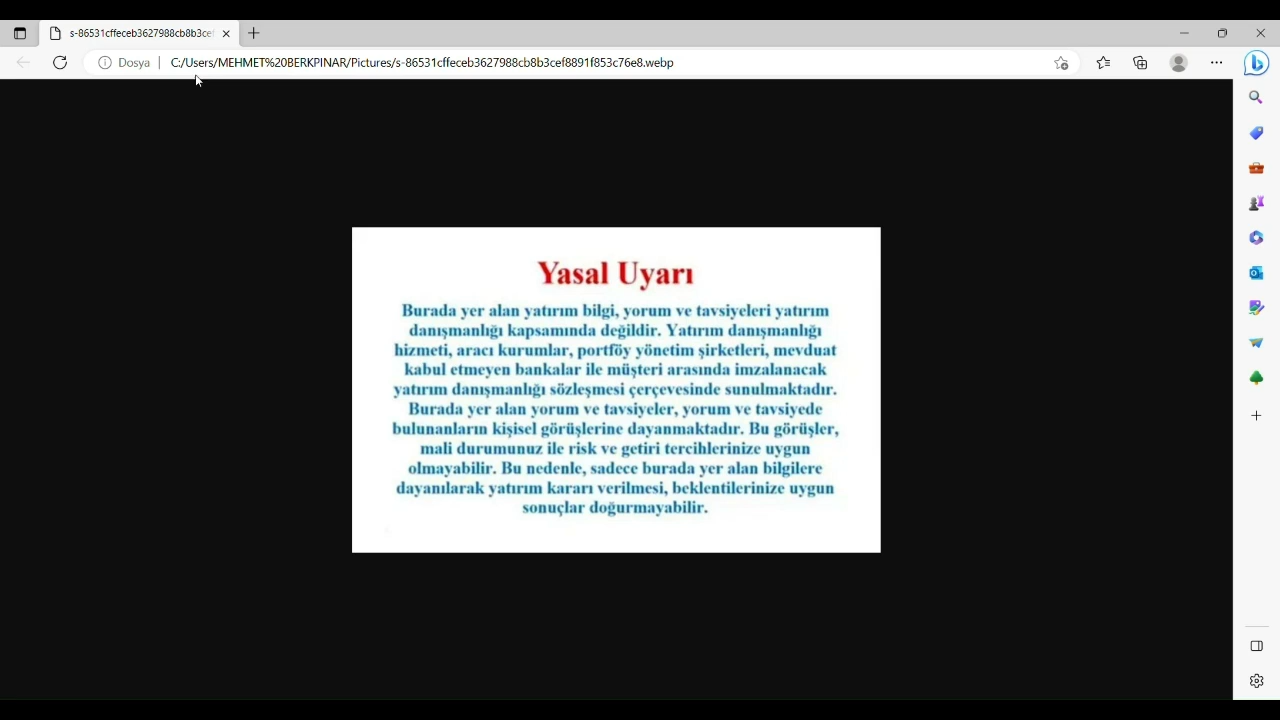 s-86531cffeceb3627988cb8b3cef
Dosya
C:/Users/MEHMET%20BERKPINAR/Pictures/s-86531cffeceb3627988cb8b3cef8891f853c76e8.webp
Yasal Uyarı
Burada yer alan yatırım bilgi, yorum ve tavsiyeleri yatırım
danışmanlığı kapsamında değildir. Yatırım danışmanlığı
hizmeti, aracı kurumlar, portföy yönetim şirketleri, mevduat
kabul etmeyen bankalar ile müşteri arasında imzalanacak
yatırım danışmanlığı sözleşmesi çerçevesinde sunulmaktadır.
Burada yer alan yorum ve tavsiyeler, yorum ve tavsiyede
bulunanların kişisel görüşlerine dayanmaktadır. Bu görüşler,
mali durumunuz ile risk ve getiri tercihlerinize uygun
olmayabilir. Bu nedenle, sadece burada yer alan bilgilere
dayanılarak yatırım kararı verilmesi, beklentilerinize uygun
sonuçlar doğurmayabilir.